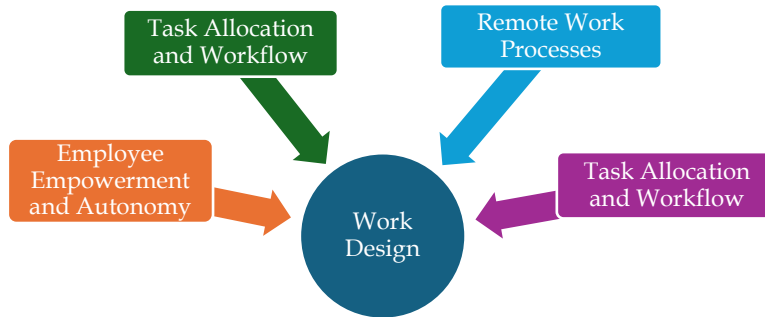 Task Allocation
and Workflow
Remote Work
Processes
Employee
Empowerment
and Autonomy
Task Allocation
and Workflow
Work
Design